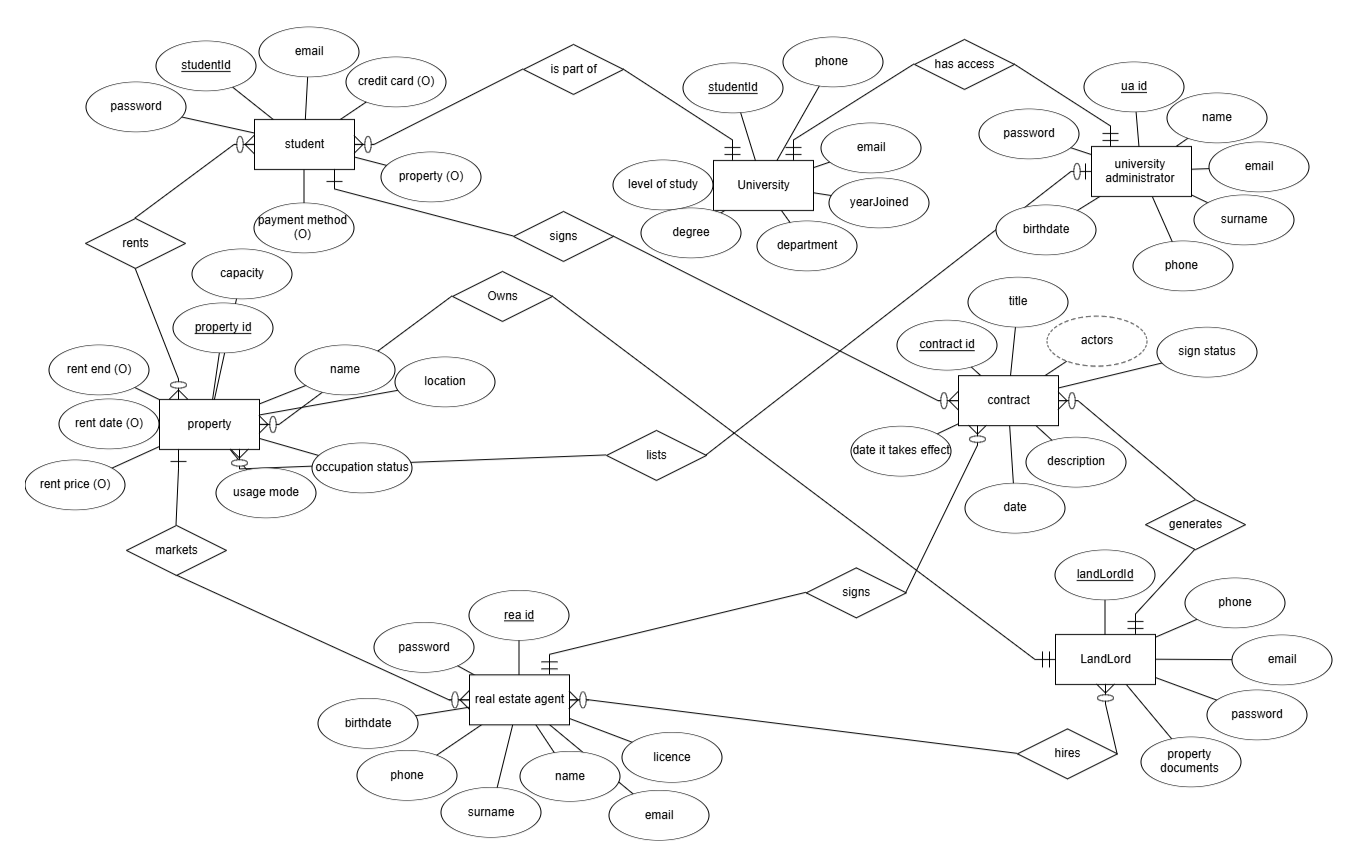 email
studentId
credit card (O)
password
student
property (O)
payment method
(O)
is part of
phone
studentId
email
level of study
University
yearJoined
degree
department
has access
ua id
name
password
email
university
administrator
surname
birthdate
phone
rents
signs
capacity
Owns
property id
title
contract id
actors
sign status
rent end (O)
name
location
contract
rent date (O)
property
date it takes effect
description
lists
occupation status
rent price (O)
usage mode
date
generates
markets
landLordId
signs
phone
rea id
password
LandLord
email
real estate agent
password
birthdate
hires
licence
property
documents
phone
name
surname
email